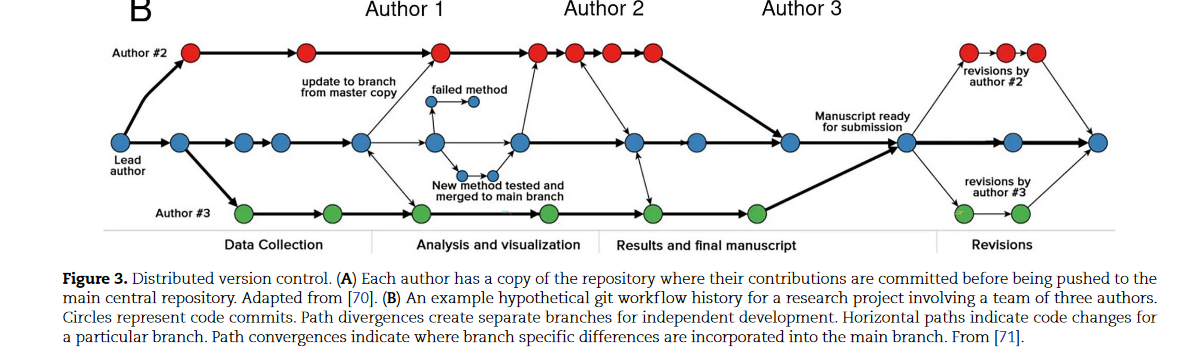 B
Author 1
Author 2
Author 3
Author #2
update to branch
from master copy
failed method
revisions by
author #2
Manuscript ready
for submission
Lead
author
New method tested and
merged to main branch
revisions by
author #3
Author #3
Data Collection
Analysis and visualization
Results and final manuscript
Revisions
Figure 3. Distributed version control. (A) Each author has a copy of the repository where their contributions are committed before being pushed to the
main central repository. Adapted from [70]. (B) An example hypothetical git workflow history for a research project involving a team of three authors.
Circles represent code commits. Path divergences create separate branches for independent development. Horizontal paths indicate code changes for
a particular branch. Path convergences indicate where branch specific differences are incorporated into the main branch. From [71].